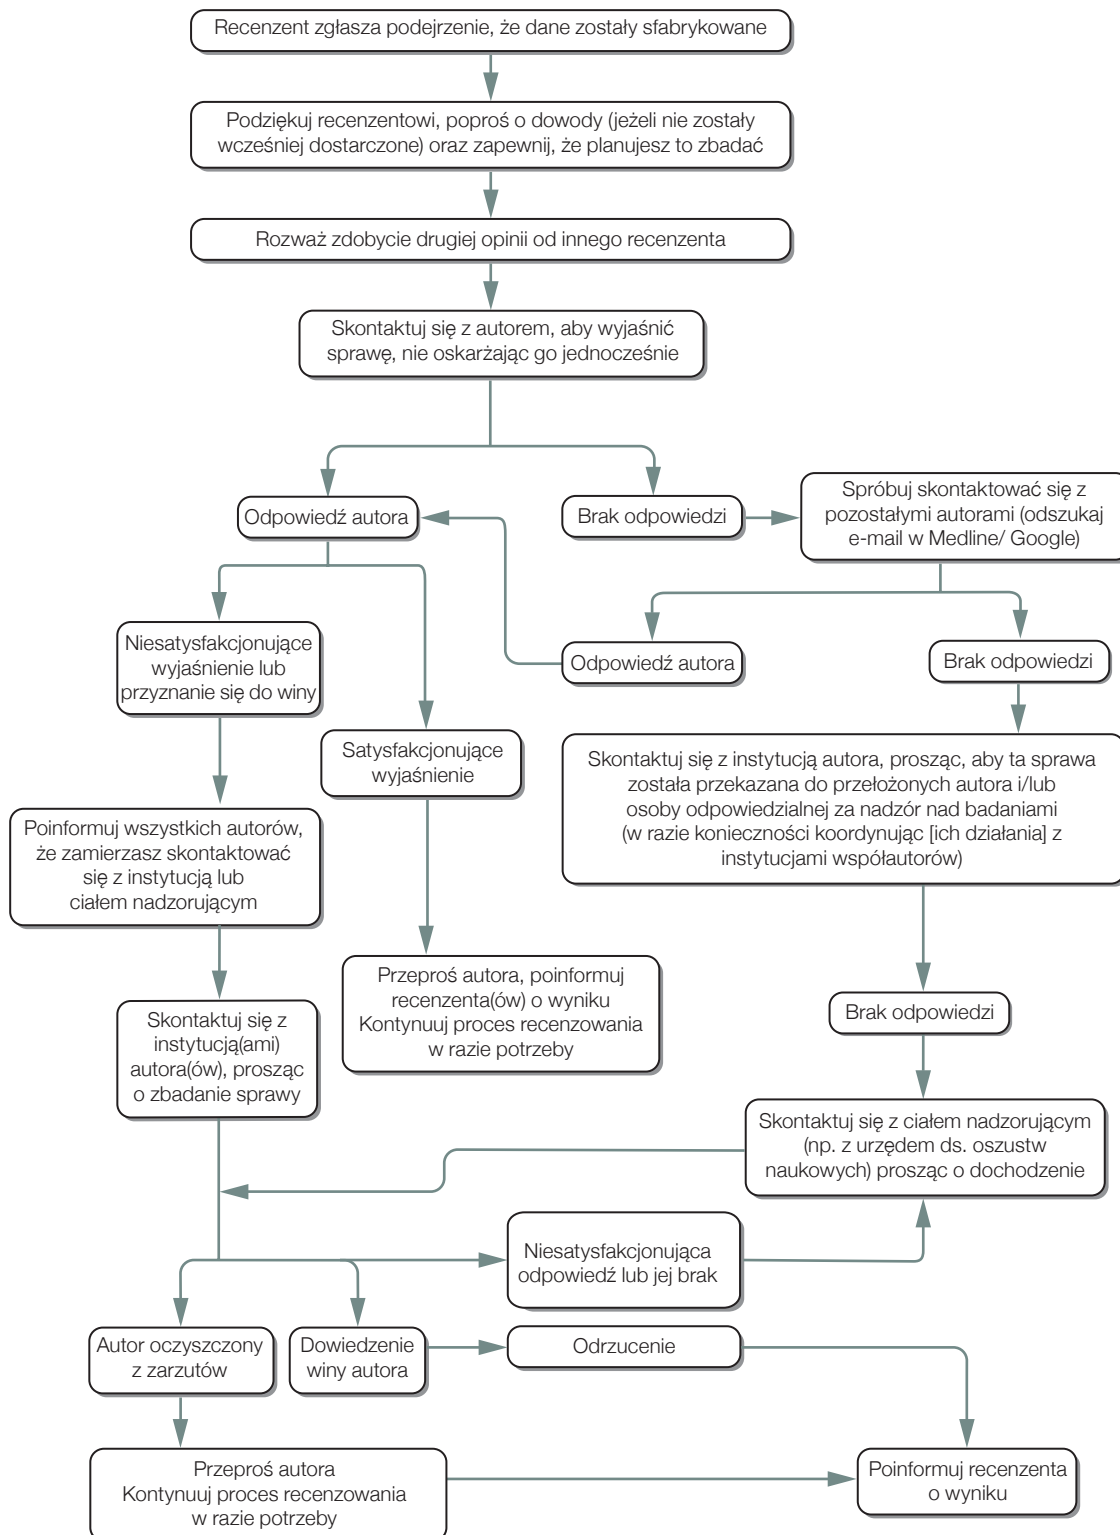 Recenzent zgłasza podejrzenie, że dane zostały sfabrykowane
Podziękuj recenzentowi, poproś o dowody (jeżeli nie zostały
wcześniej dostarczone) oraz zapewnij, że planujesz to zbadać
Rozważ zdobycie drugiej opinii od innego recenzenta
Skontaktuj się z autorem, aby wyjaśnić
sprawę, nie oskarżając go jednocześnie
Odpowiedź autora
Brak odpowiedzi
Spróbuj skontaktować się z
pozostałymi autorami (odszukaj
e-mail w Medline/ Google)
Niesatysfakcjonujące
wyjaśnienie lub
przyznanie się do winy
Odpowiedź autora
Brak odpowiedzi
Satysfakcjonujące
wyjaśnienie
Skontaktuj się z instytucją autora, prosząc, aby ta sprawa
została przekazana do przełożonych autora i/lub
osoby odpowiedzialnej za nadzór nad badaniami
(w razie konieczności koordynując [ich działania] z
instytucjami współautorów)
Poinformuj wszystkich autorów,
że zamierzasz skontaktować
się z instytucją lub
ciałem nadzorującym
Przeproś autora, poinformuj
recenzenta(ów) o wyniku
Kontynuuj proces recenzowania
w razie potrzeby
Brak odpowiedzi
Skontaktuj się z
instytucją(ami)
autora(ów), prosząc
o zbadanie sprawy
Skontaktuj się z ciałem nadzorującym
(np. z urzędem ds. oszustw
naukowych) prosząc o dochodzenie
Niesatysfakcjonująca
odpowiedź lub jej brak
Autor oczyszczony
z zarzutów
Dowiedzenie
winy autora
Odrzucenie
Przeproś autora
Kontynuuj proces recenzowania
w razie potrzeby
Poinformuj recenzenta
o wyniku